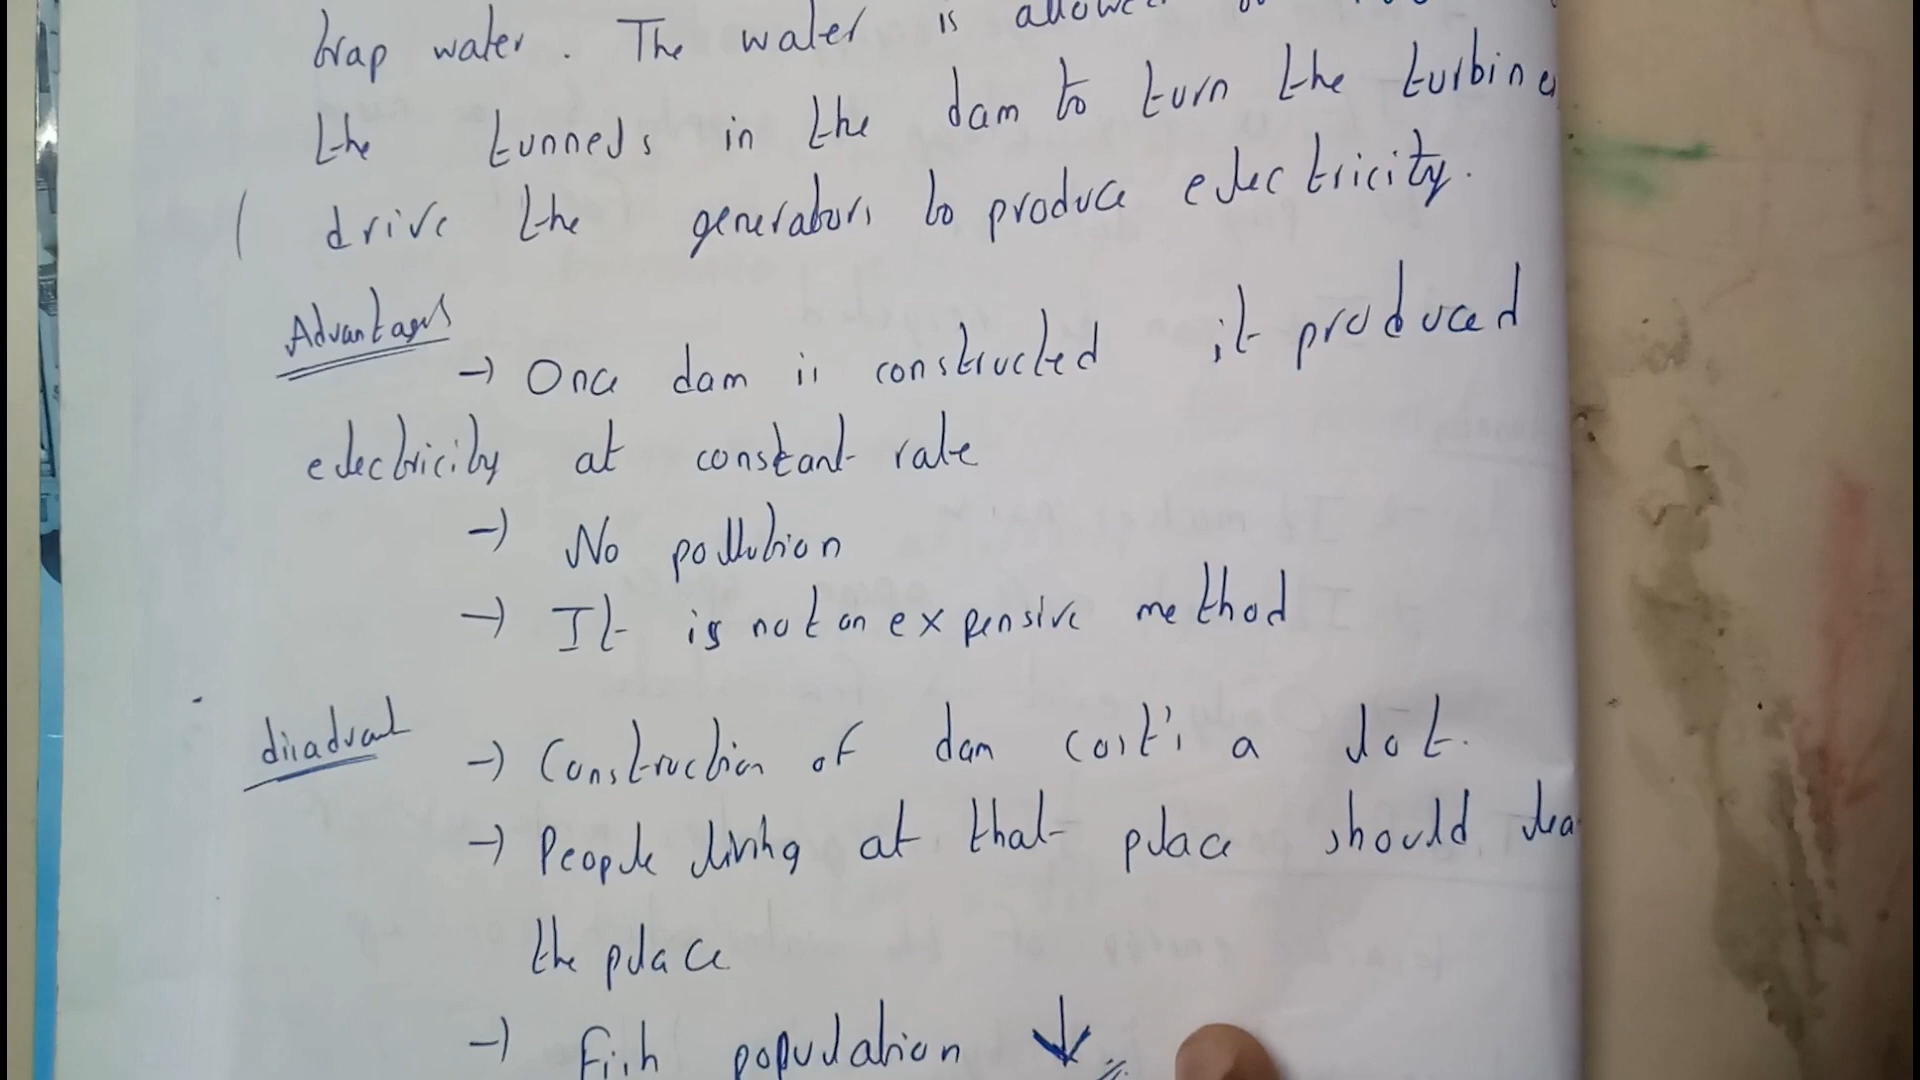 trap water. The water is allowed
the tunnels in the dam to turn the turbine
drive the generators to produce electricity.
Advantages
→ Once dam is constructed it produced
electricity at constant rate
→ No pollution
→ It is not an expensive method
disadvant
→ Construction of dam cost's a lot.
→ People living at that place should lea
the place
→ Fish population ↓